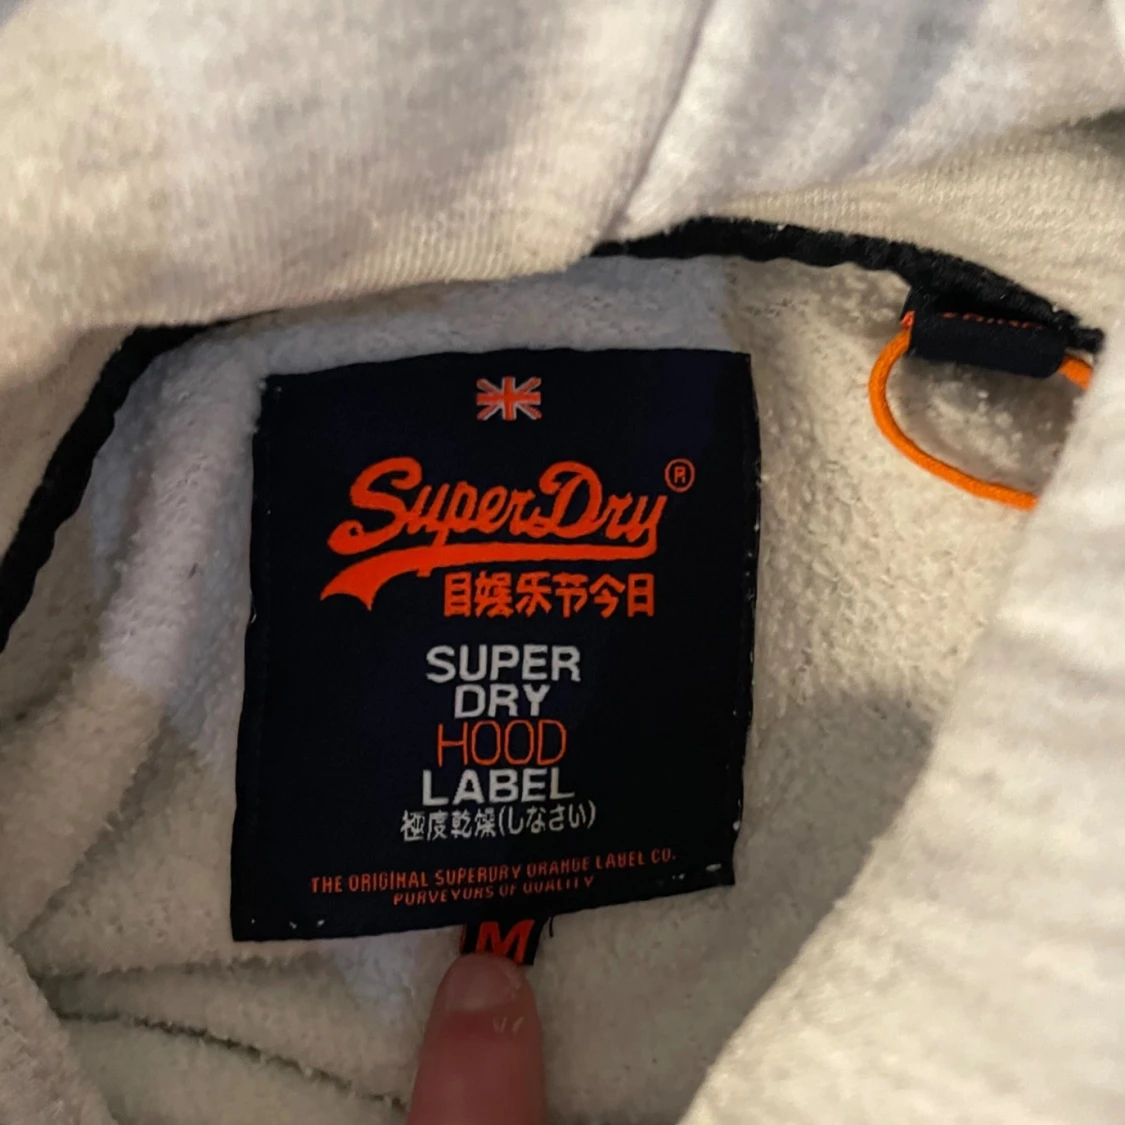 SuperDry®
目娱乐节今日
SUPER
DRY
HOOD
LABEL
極度乾燥(しなさい)
THE ORIGINAL SUPERDRY ORANGE LABEL CO.
PURVEYORS OF QUALITY
M